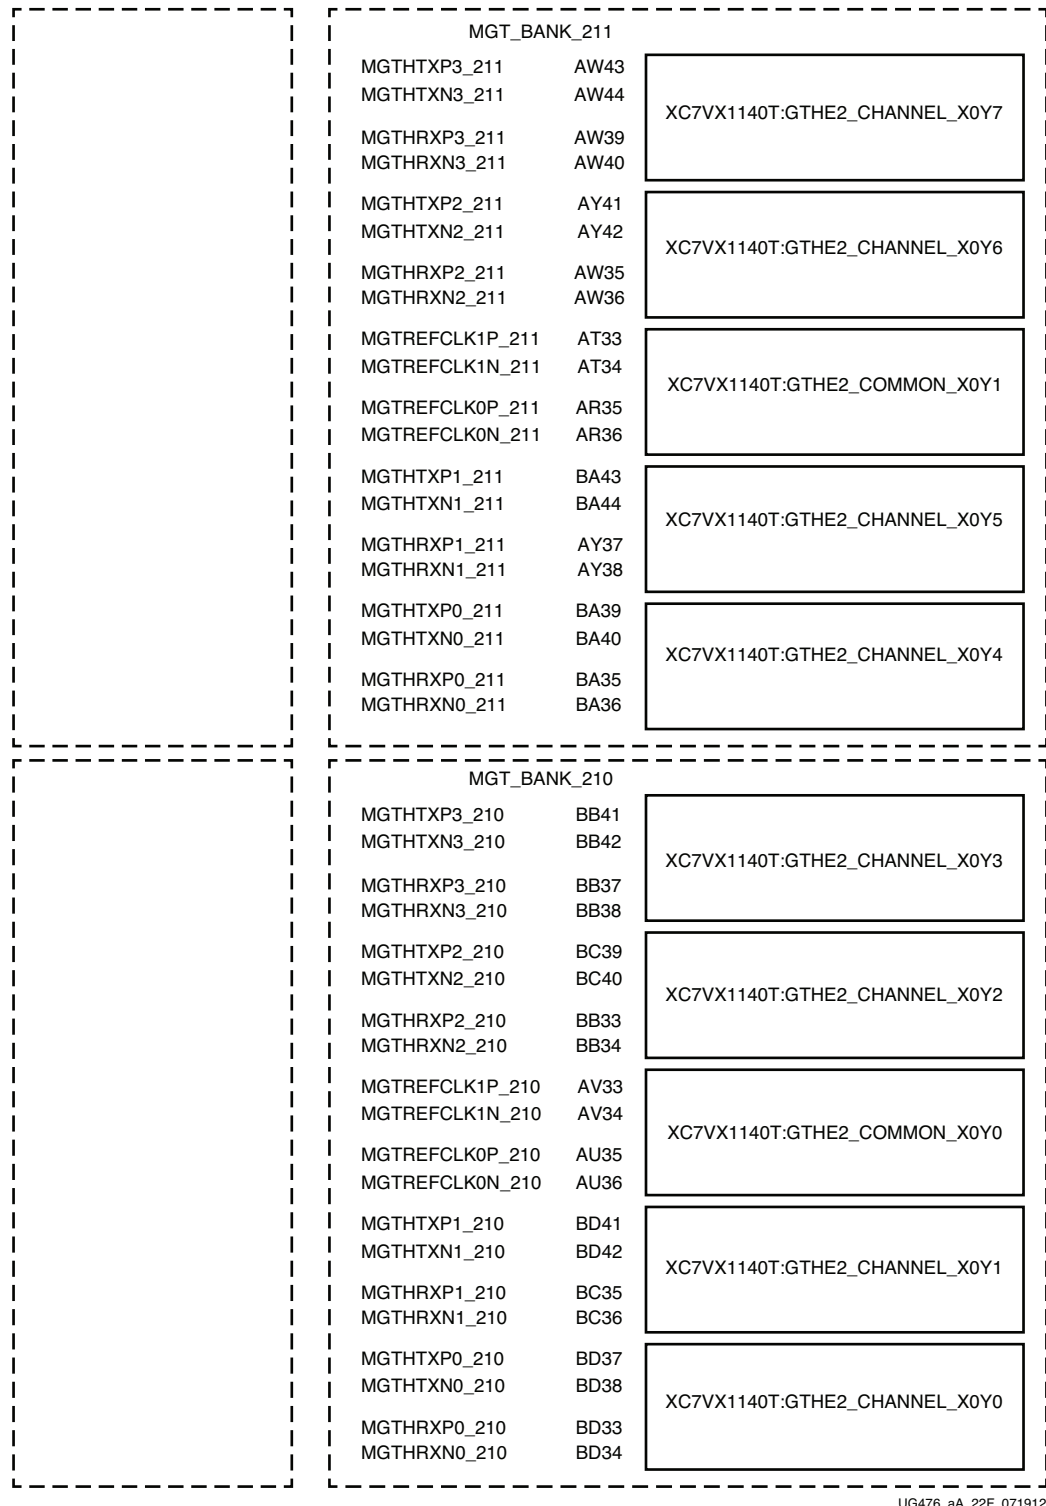 MGT_BANK_211
MGTHTXP3_211 AW43
MGTHTXN3_211 AW44
XC7VX1140T:GTHE2_CHANNEL_X0Y7
MGTHRXP3_211 AW39
MGTHRXN3_211 AW40
MGTHTXP2_211 AY41
MGTHTXN2_211 AY42
XC7VX1140T:GTHE2_CHANNEL_X0Y6
MGTHRXP2_211 AW35
MGTHRXN2_211 AW36
MGTREFCLK1P_211 AT33
MGTREFCLK1N_211 AT34
XC7VX1140T:GTHE2_COMMON_X0Y1
MGTREFCLK0P_211 AR35
MGTREFCLK0N_211 AR36
MGTHTXP1_211 BA43
MGTHTXN1_211 BA44
XC7VX1140T:GTHE2_CHANNEL_X0Y5
MGTHRXP1_211 AY37
MGTHRXN1_211 AY38
MGTHTXP0_211 BA39
MGTHTXN0_211 BA40
XC7VX1140T:GTHE2_CHANNEL_X0Y4
MGTHRXP0_211 BA35
MGTHRXN0_211 BA36
MGT_BANK_210
MGTHTXP3_210 BB41
MGTHTXN3_210 BB42
XC7VX1140T:GTHE2_CHANNEL_X0Y3
MGTHRXP3_210 BB37
MGTHRXN3_210 BB38
MGTHTXP2_210 BC39
MGTHTXN2_210 BC40
XC7VX1140T:GTHE2_CHANNEL_X0Y2
MGTHRXP2_210 BB33
MGTHRXN2_210 BB34
MGTREFCLK1P_210 AV33
MGTREFCLK1N_210 AV34
XC7VX1140T:GTHE2_COMMON_X0Y0
MGTREFCLK0P_210 AU35
MGTREFCLK0N_210 AU36
MGTHTXP1_210 BD41
MGTHTXN1_210 BD42
XC7VX1140T:GTHE2_CHANNEL_X0Y1
MGTHRXP1_210 BC35
MGTHRXN1_210 BC36
MGTHTXP0_210 BD37
MGTHTXN0_210 BD38
XC7VX1140T:GTHE2_CHANNEL_X0Y0
MGTHRXP0_210 BD33
MGTHRXN0_210 BD34
UG476_aA_22F_071912